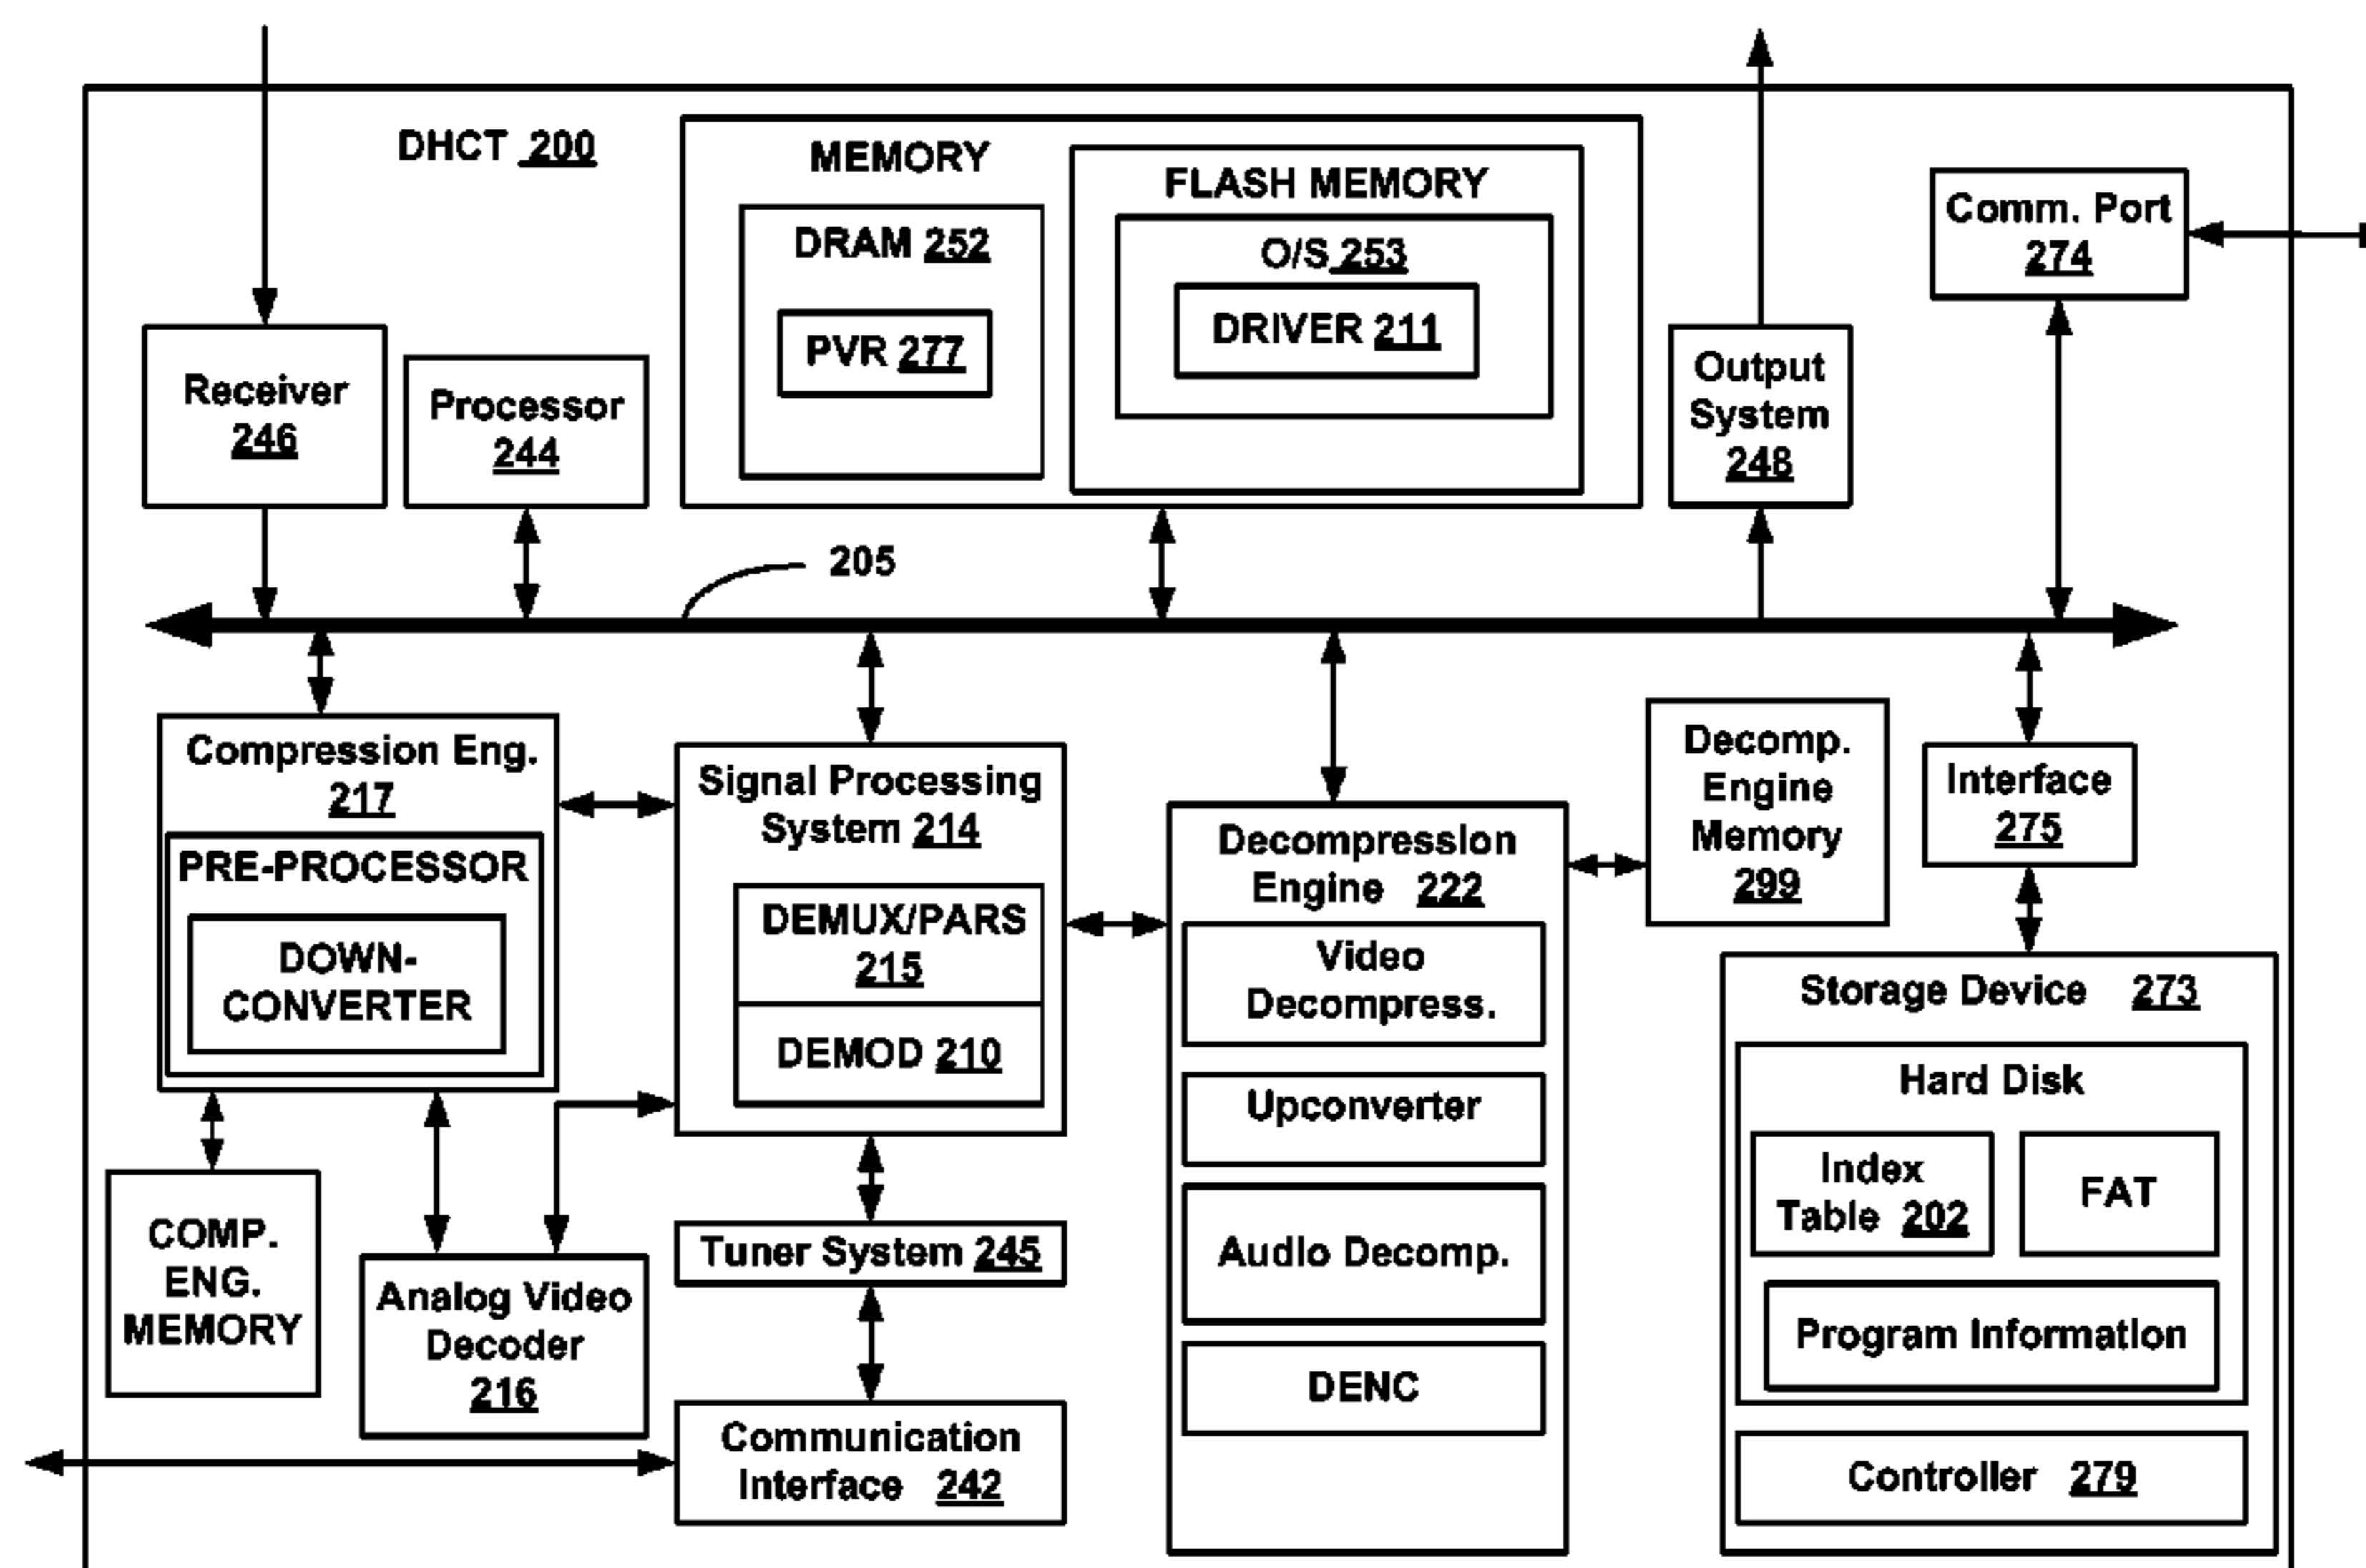 DHCT 200
MEMORY
FLASH MEMORY
DRAM 252
PVR 277
O/S 253
DRIVER 211
Comm. Port
274
Receiver
246
Processor
244
Output
System
248
205
Compression Eng.
217
PRE-PROCESSOR
DOWN-
CONVERTER
Signal Processing
System 214
DEMUX/PARS
215
DEMOD 210
Decompression
Engine 222
Video
Decompress.
Upconverter
Audio Decomp.
DENC
Decomp.
Engine
Memory
299
Interface
275
Storage Device 273
Hard Disk
Index
Table 202
FAT
Program Information
Controller 279
COMP.
ENG.
MEMORY
Analog Video
Decoder
216
Tuner System 245
Communication
Interface 242